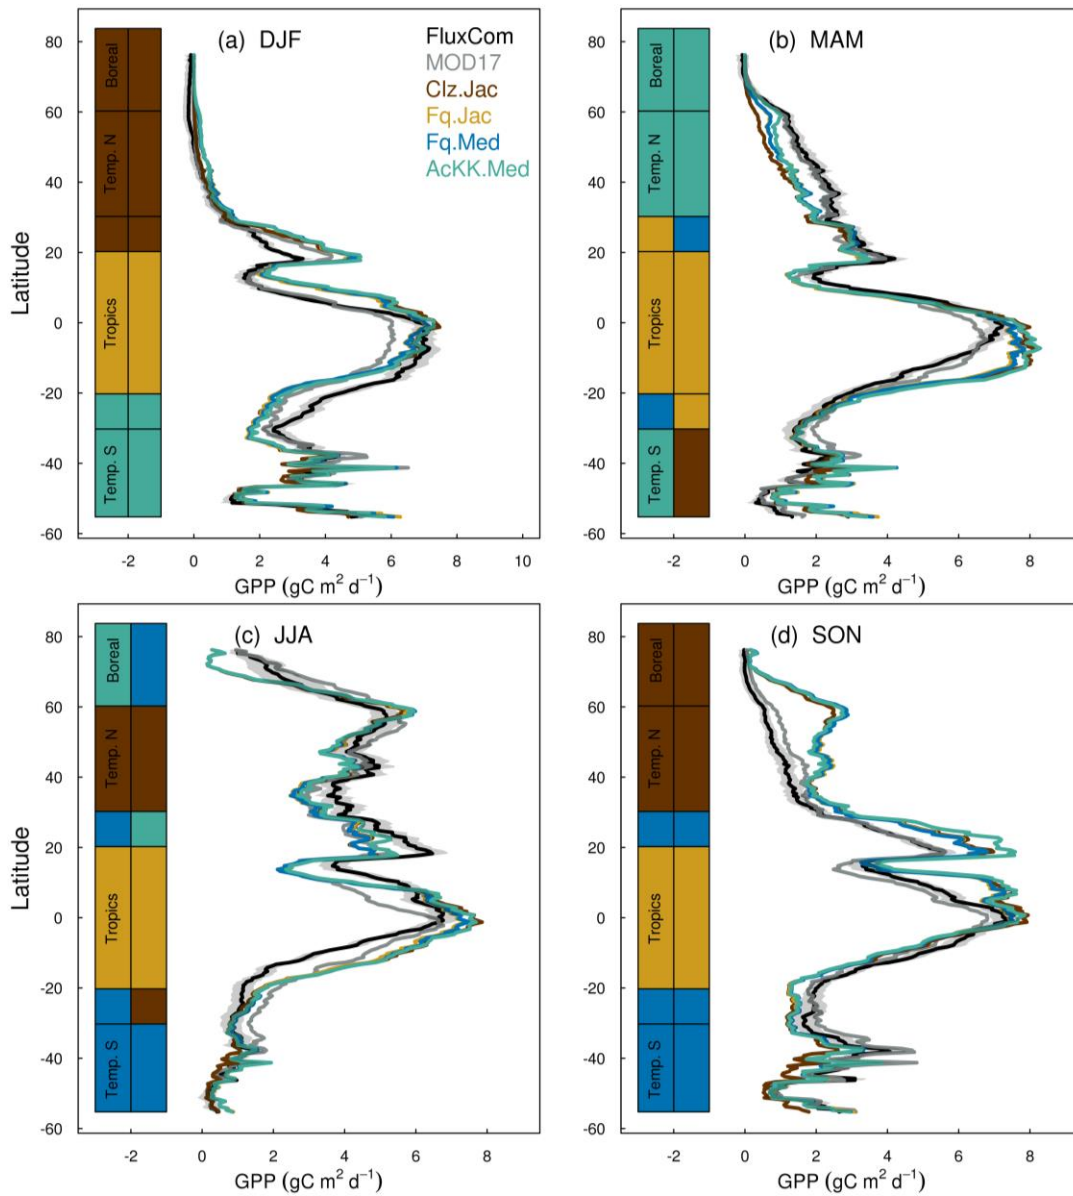 (a) DJF
FluxCom
MOD17
Clz.Jac
Fq.Jac
Fq.Med
AcKK.Med
Latitude
80
60
40
20
0
-20
-40
-60
Boreal
Temp. N
Tropics
Temp. S
-2 0 2 4 6 8 10
GPP (gC m² d⁻¹)
(b) MAM
80
60
40
20
0
-20
-40
-60
Boreal
Temp. N
Tropics
Temp. S
-2 0 2 4 6 8
GPP (gC m² d⁻¹)
(c) JJA
Latitude
80
60
40
20
0
-20
-40
-60
Boreal
Temp. N
Tropics
Temp. S
-2 0 2 4 6 8
GPP (gC m² d⁻¹)
(d) SON
80
60
40
20
0
-20
-40
-60
Boreal
Temp. N
Tropics
Temp. S
-2 0 2 4 6 8
GPP (gC m² d⁻¹)